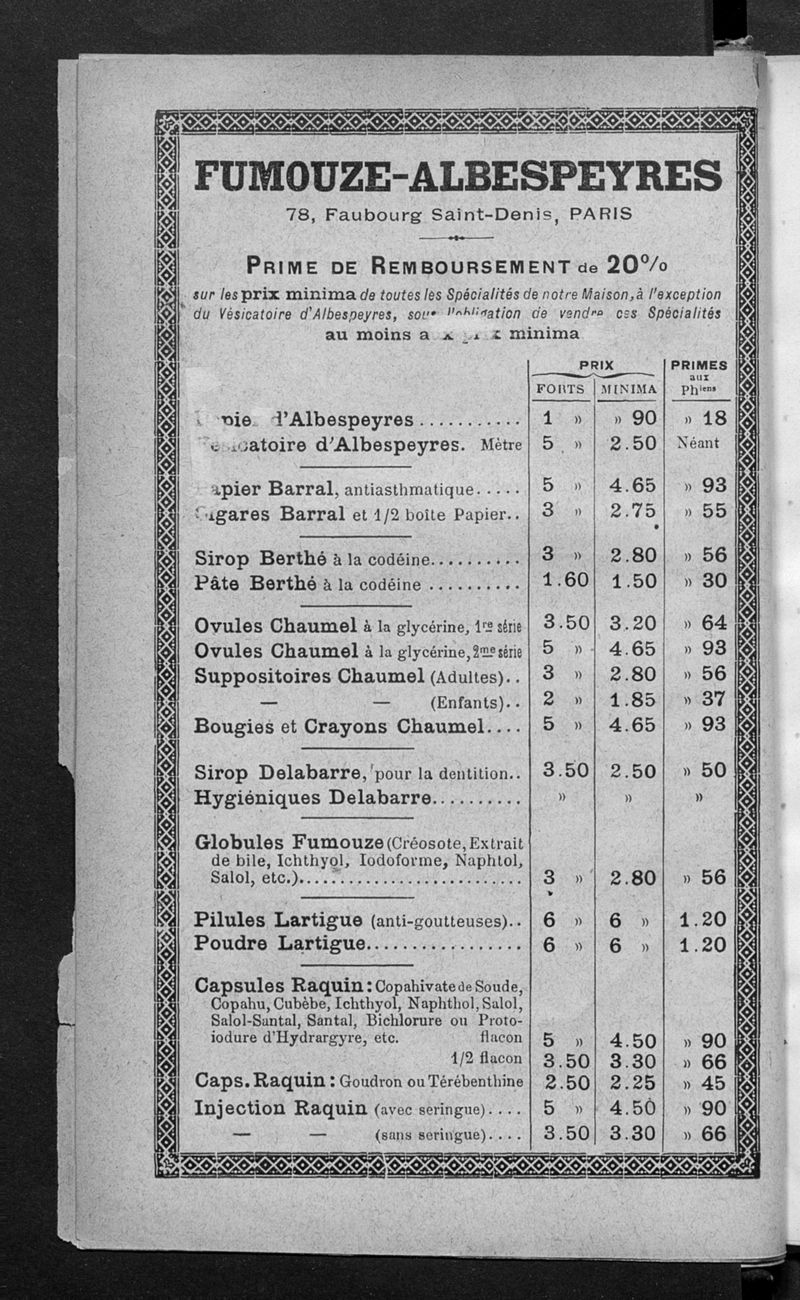 FUMOUZE-ALBESPEYRES
78, Faubourg Saint-Denis, PARIS
PRIME DE REMBOURSEMENT de 20%
sur les prix minima de toutes les Spécialités de notre Maison, à l'exception
du Vésicatoire d'Albespeyres, sous l'obligation de vendre ces Spécialités
au moins a minima
PRIX PRIMES
aux
FORTS MINIMA Phiens
d'Albespeyres ........... 1 » » 90 » 18
d'Albespeyres. Mètre 5 » 2.50 Néant
apier Barral, antiasthmatique..... 5 » 4.65 » 93
igares Barral et 1/2 boîte Papier.. 3 » 2.75 » 55
Sirop Berthé à la codéine.......... 3 » 2.80 » 56
Pâte Berthé à la codéine .......... 1.60 1.50 » 30
Ovules Chaumel à la glycérine, 1re série 3.50 3.20 » 64
Ovules Chaumel à la glycérine, 2me série 5 » 4.65 » 93
Suppositoires Chaumel (Adultes).. 3 » 2.80 » 56
— — (Enfants).. 2 » 1.85 » 37
Bougies et Crayons Chaumel.... 5 » 4.65 » 93
Sirop Delabarre, pour la dentition.. 3.50 2.50 » 50
Hygiéniques Delabarre.......... » » »
Globules Fumouze (Créosote, Extrait
de bile, Ichthyol, Iodoforme, Naphtol,
Salol, etc.).......................... 3 » 2.80 » 56
Pilules Lartigue (anti-goutteuses).. 6 » 6 » 1.20
Poudre Lartigue................. 6 » 6 » 1.20
Capsules Raquin : Copahivate de Soude,
Copahu, Cubèbe, Ichthyol, Naphthol, Salol,
Salol-Santal, Santal, Bichlorure ou Proto-
iodure d'Hydrargyre, etc. flacon 5 » 4.50 » 90
1/2 flacon 3.50 3.30 » 66
Caps. Raquin : Goudron ou Térébenthine 2.50 2.25 » 45
Injection Raquin (avec seringue).... 5 » 4.50 » 90
— — (sans seringue).... 3.50 3.30 » 66